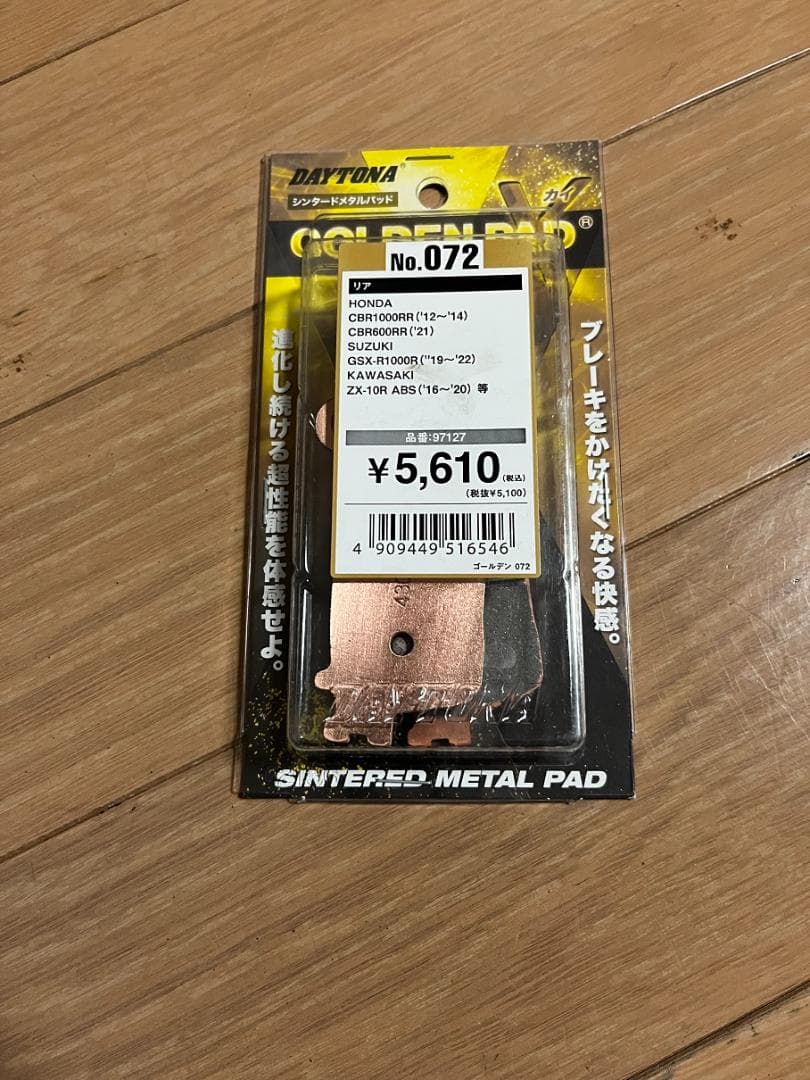 DAYTONA®
シンタードメタルパッド
カイ
GOLDEN PAD®
No.072
リア
HONDA
CBR1000RR('12〜'14)
CBR600RR('21)
SUZUKI
GSX-R1000R(''19〜'22)
KAWASAKI
ZX-10R ABS('16〜'20) 等
品番:97127
¥5,610(税込)
(税抜¥5,100)
4 909449 516546
ゴールデン 072
ブレーキをかけたくなる快感。
進化し続ける超性能を体感せよ。
SINTERED METAL PAD